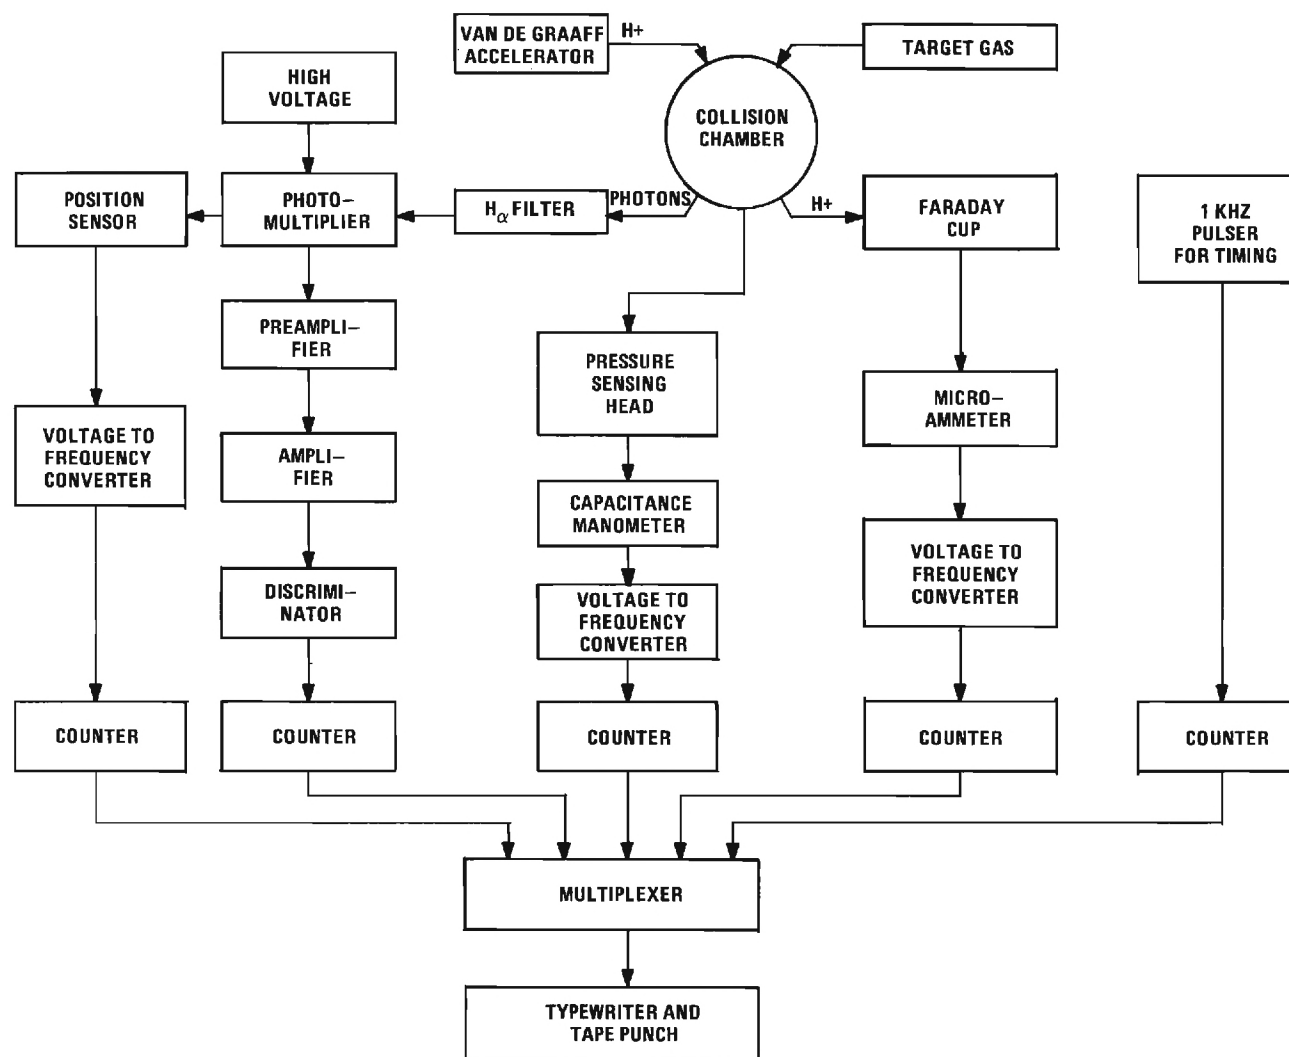 VAN DE GRAAFF
ACCELERATOR
H+
TARGET GAS
HIGH
VOLTAGE
COLLISION
CHAMBER
POSITION
SENSOR
PHOTO-
MULTIPLIER
Hα FILTER
PHOTONS
H+
FARADAY
CUP
1 KHZ
PULSER
FOR TIMING
PREAMPLI-
FIER
PRESSURE
SENSING
HEAD
MICRO-
AMMETER
VOLTAGE TO
FREQUENCY
CONVERTER
AMPLI-
FIER
CAPACITANCE
MANOMETER
VOLTAGE TO
FREQUENCY
CONVERTER
DISCRIMI-
NATOR
VOLTAGE TO
FREQUENCY
CONVERTER
COUNTER
COUNTER
COUNTER
COUNTER
COUNTER
MULTIPLEXER
TYPEWRITER AND
TAPE PUNCH